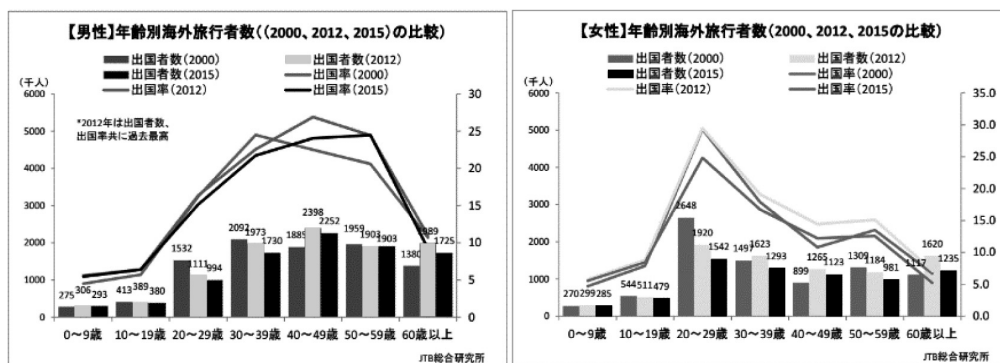 【男性】年齢別海外旅行者数((2000、2012、2015)の比較)
出国者数(2000)
出国者数(2012)
出国者数(2015)
出国率(2000)
出国率(2012)
出国率(2015)
(千人)
*2012年は出国者数、
出国率共に過去最高
6000
5000
4000
3000
2000
1000
0
30
25
20
15
10
5
0
275 306 293
413 389 380
1532 1111 994
2092 1973 1730
1885 2398 2252
1959 1903 1903
1380 1989 1725
0～9歳 10～19歳 20～29歳 30～39歳 40～49歳 50～59歳 60歳以上
JTB総合研究所
【女性】年齢別海外旅行者数(2000、2012、2015の比較)
出国者数(2000)
出国者数(2012)
出国者数(2015)
出国率(2000)
出国率(2012)
出国率(2015)
(千人)
6000
5000
4000
3000
2000
1000
0
35.0
30.0
25.0
20.0
15.0
10.0
5.0
0.0
270 299 285
544 511 479
2648 1920 1542
1497 1623 1293
899 1265 1123
1309 1184 981
1117 1620 1235
0～9歳 10～19歳 20～29歳 30～39歳 40～49歳 50～59歳 60歳以上
JTB総合研究所